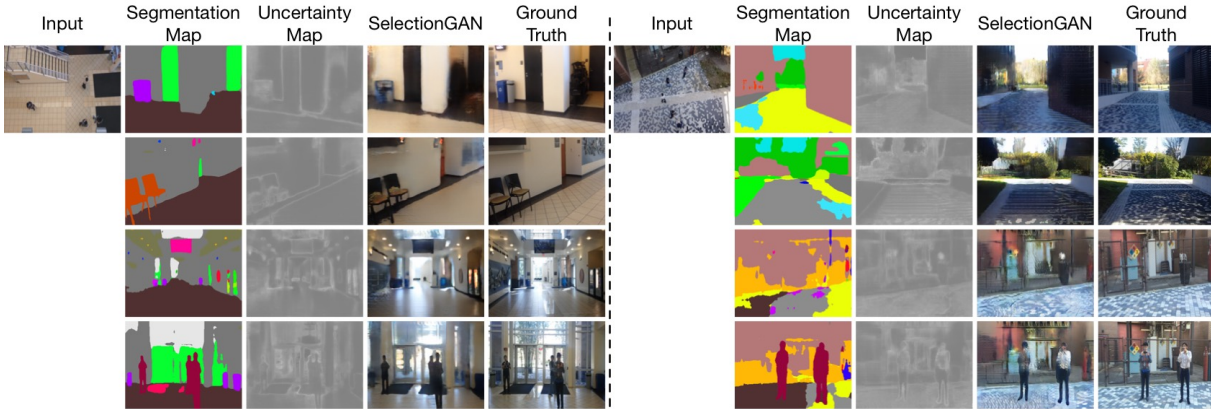 Input
Segmentation
Map
Uncertainty
Map
SelectionGAN
Ground
Truth
Input
Segmentation
Map
Uncertainty
Map
SelectionGAN
Ground
Truth